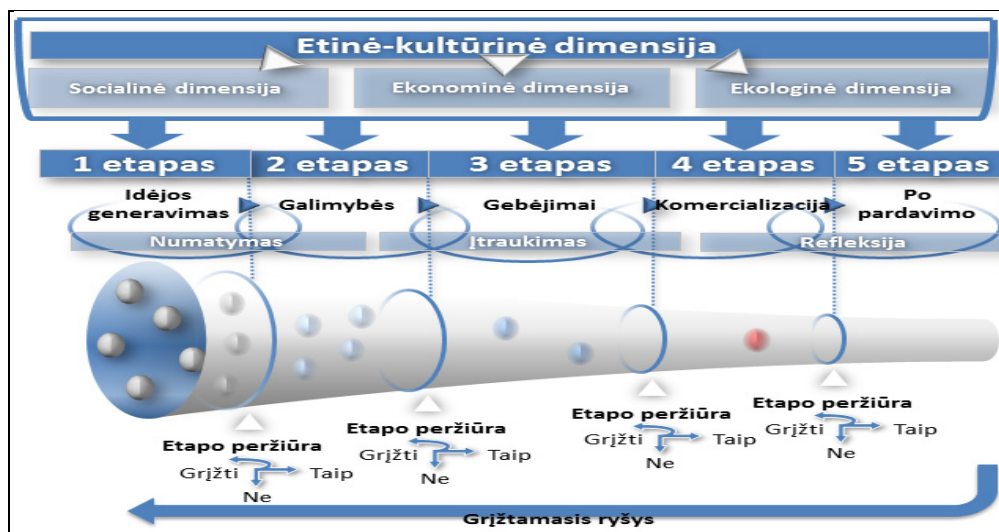 Etinė-kultūrinė dimensija
Socialinė dimensija
Ekonominė dimensija
Ekologinė dimensija
1 etapas
2 etapas
3 etapas
4 etapas
5 etapas
Idėjos
generavimas
Galimybės
Gebėjimai
Komercializacija
Po
pardavimo
Numatymas
Įtraukimas
Refleksija
Etapo peržiūra
Grįžti
Taip
Ne
Etapo peržiūra
Grįžti
Taip
Ne
Etapo peržiūra
Grįžti
Taip
Ne
Etapo peržiūra
Grįžti
Taip
Ne
Grįžtamasis ryšys